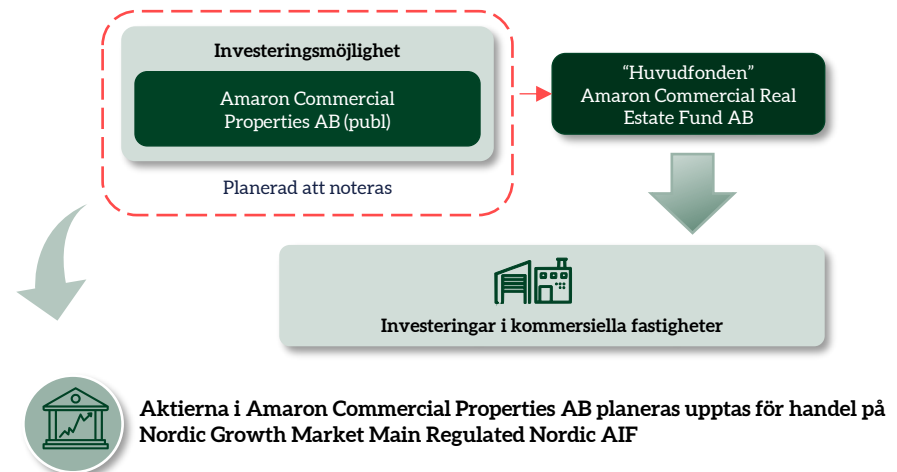 Investeringsmöjlighet
Amaron Commercial
Properties AB (publ)
Planerad att noteras
“Huvudfonden”
Amaron Commercial Real
Estate Fund AB
Investeringar i kommersiella fastigheter
Aktierna i Amaron Commercial Properties AB planeras upptas för handel på
Nordic Growth Market Main Regulated Nordic AIF